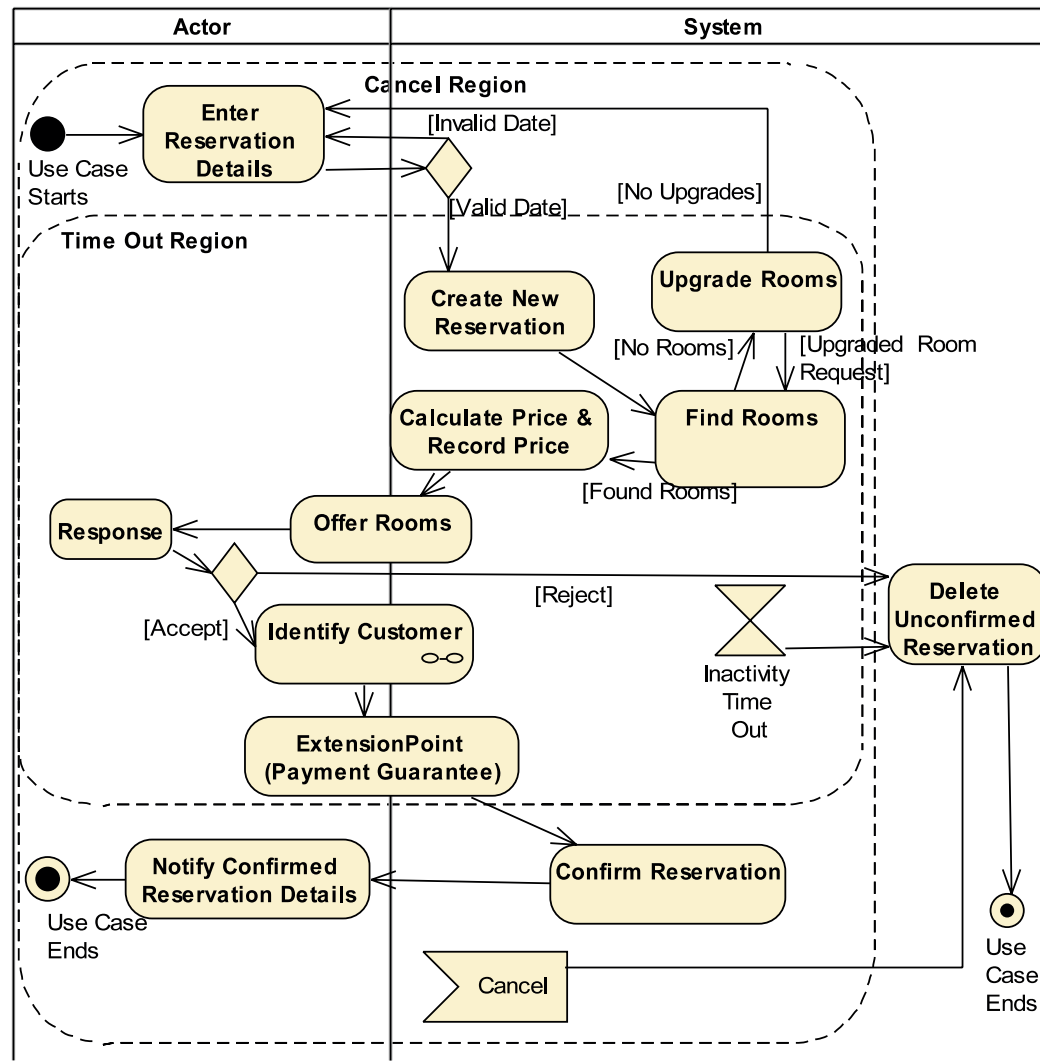 Actor
System
Cancel Region
Enter
Reservation
Details
[Invalid Date]
Use Case
Starts
[No Upgrades]
[Valid Date]
Time Out Region
Create New
Reservation
Upgrade Rooms
[No Rooms]
[Upgraded Room
Request]
Calculate Price &
Record Price
Find Rooms
[Found Rooms]
Response
Offer Rooms
[Reject]
Delete
Unconfirmed
Reservation
[Accept]
Identify Customer
Inactivity
Time
Out
ExtensionPoint
(Payment Guarantee)
Notify Confirmed
Reservation Details
Confirm Reservation
Use Case
Ends
Cancel
Use
Case
Ends